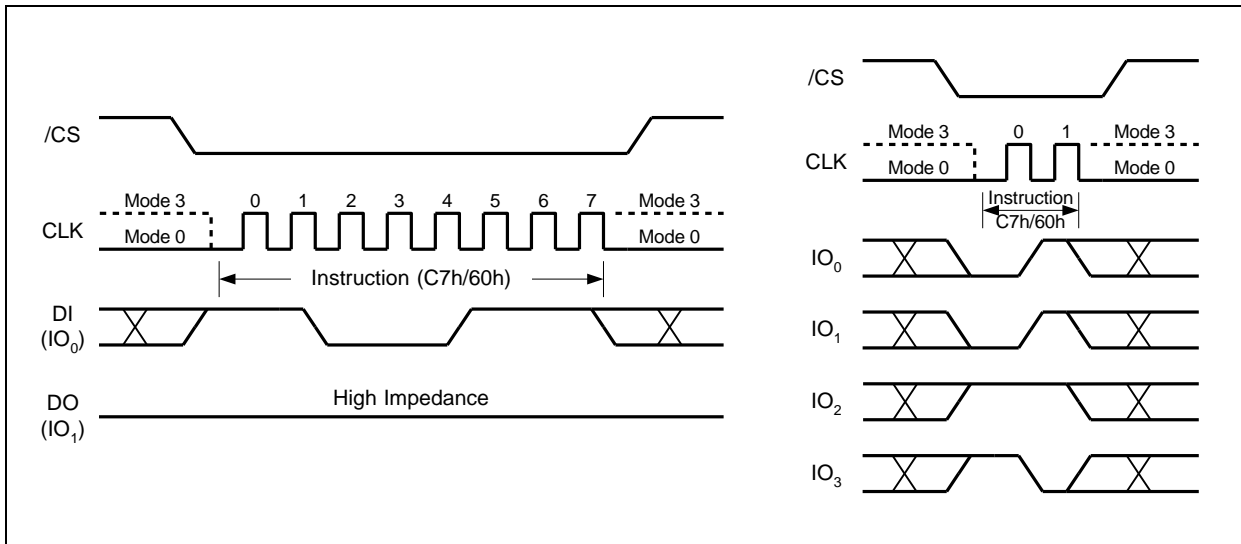 /CS
Mode 3
0 1 2 3 4 5 6 7
Mode 3
CLK
Mode 0
Mode 0
Instruction (C7h/60h)
DI
(IO0)
High Impedance
DO
(IO1)
/CS
Mode 3
0 1
Mode 3
CLK
Mode 0
Mode 0
Instruction
C7h/60h
IO0
IO1
IO2
IO3